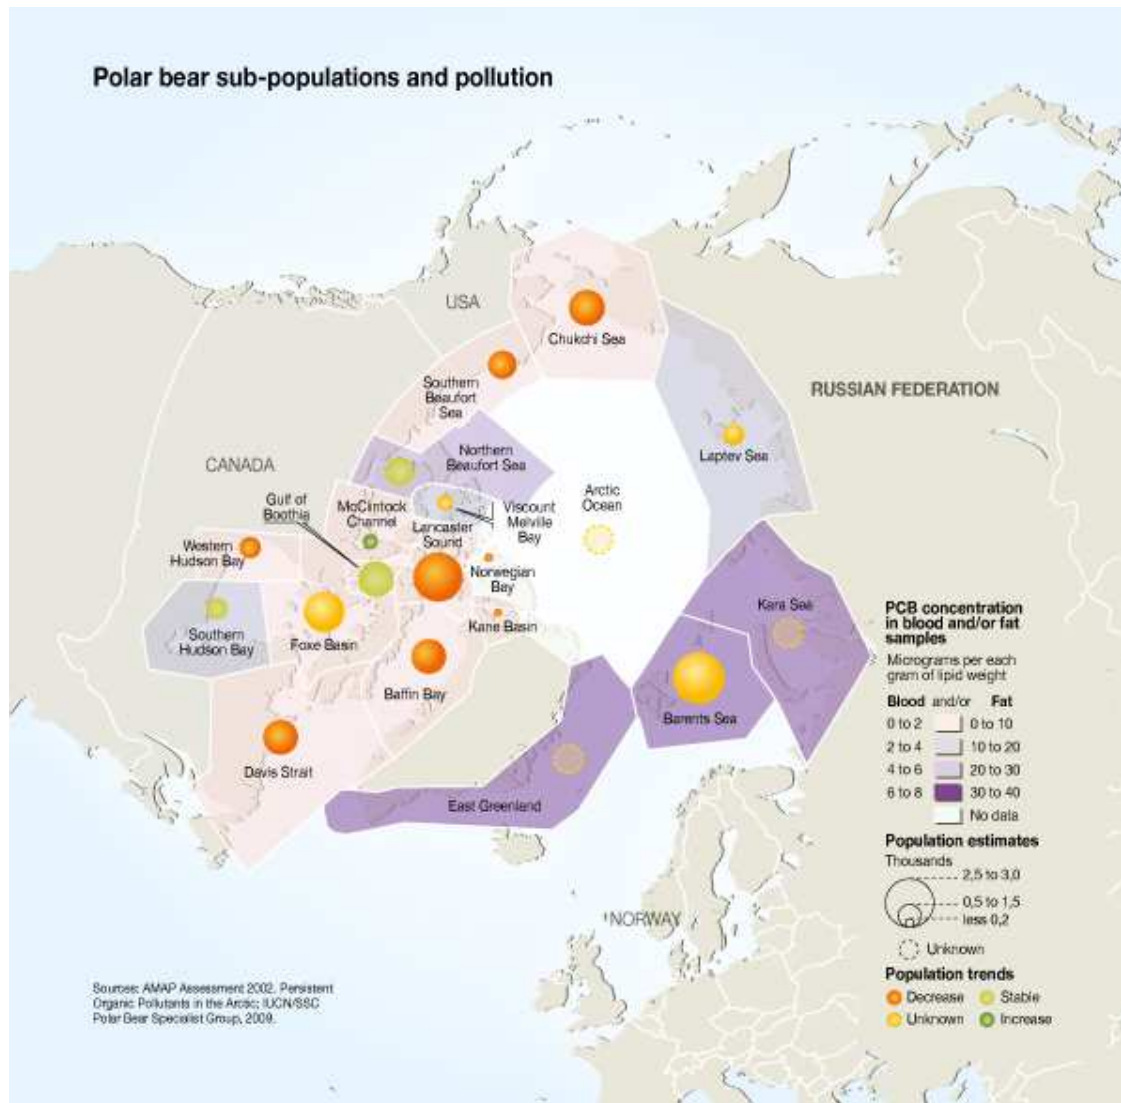 Polar bear sub-populations and pollution
USA
Chukchi Sea
Southern
Beaufort
Sea
RUSSIAN FEDERATION
Laptev Sea
Northern
Beaufort Sea
CANADA
Gulf of
Boothia
McClintock
Channel
Lancaster
Sound
Viscount
Melville
Bay
Arctic
Ocean
Western
Hudson Bay
Norwegian
Bay
Kane Basin
Southern
Hudson Bay
Foxe Basin
Baffin Bay
Davis Strait
Kara Sea
Barents Sea
East Greenland
NORWAY
PCB concentration
in blood and/or fat
samples
Micrograms per each
gram of lipid weight
Blood and/or Fat
0 to 2 0 to 10
2 to 4 10 to 20
4 to 6 20 to 30
6 to 8 30 to 40
No data
Population estimates
Thousands
2,5 to 3,0
0,5 to 1,5
less 0,2
Unknown
Population trends
Decrease Stable
Unknown Increase
Sources: AMAP Assessment 2002. Persistent
Organic Pollutants in the Arctic; IUCN/SSC
Polar Bear Specialist Group, 2009.